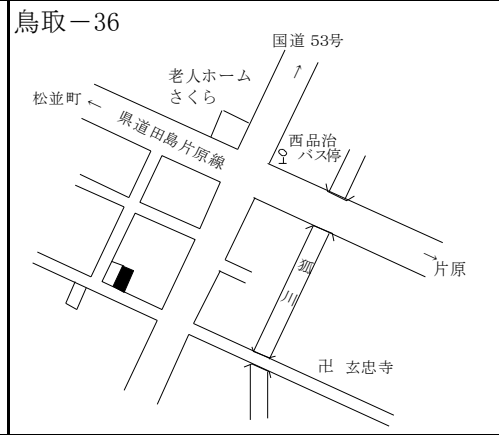 鳥取－36
国道 53号
↑
老人ホーム
さくら
松並町 ←
県道田島片原線
西品治
バス停
→
片原
狐川
卍 玄忠寺